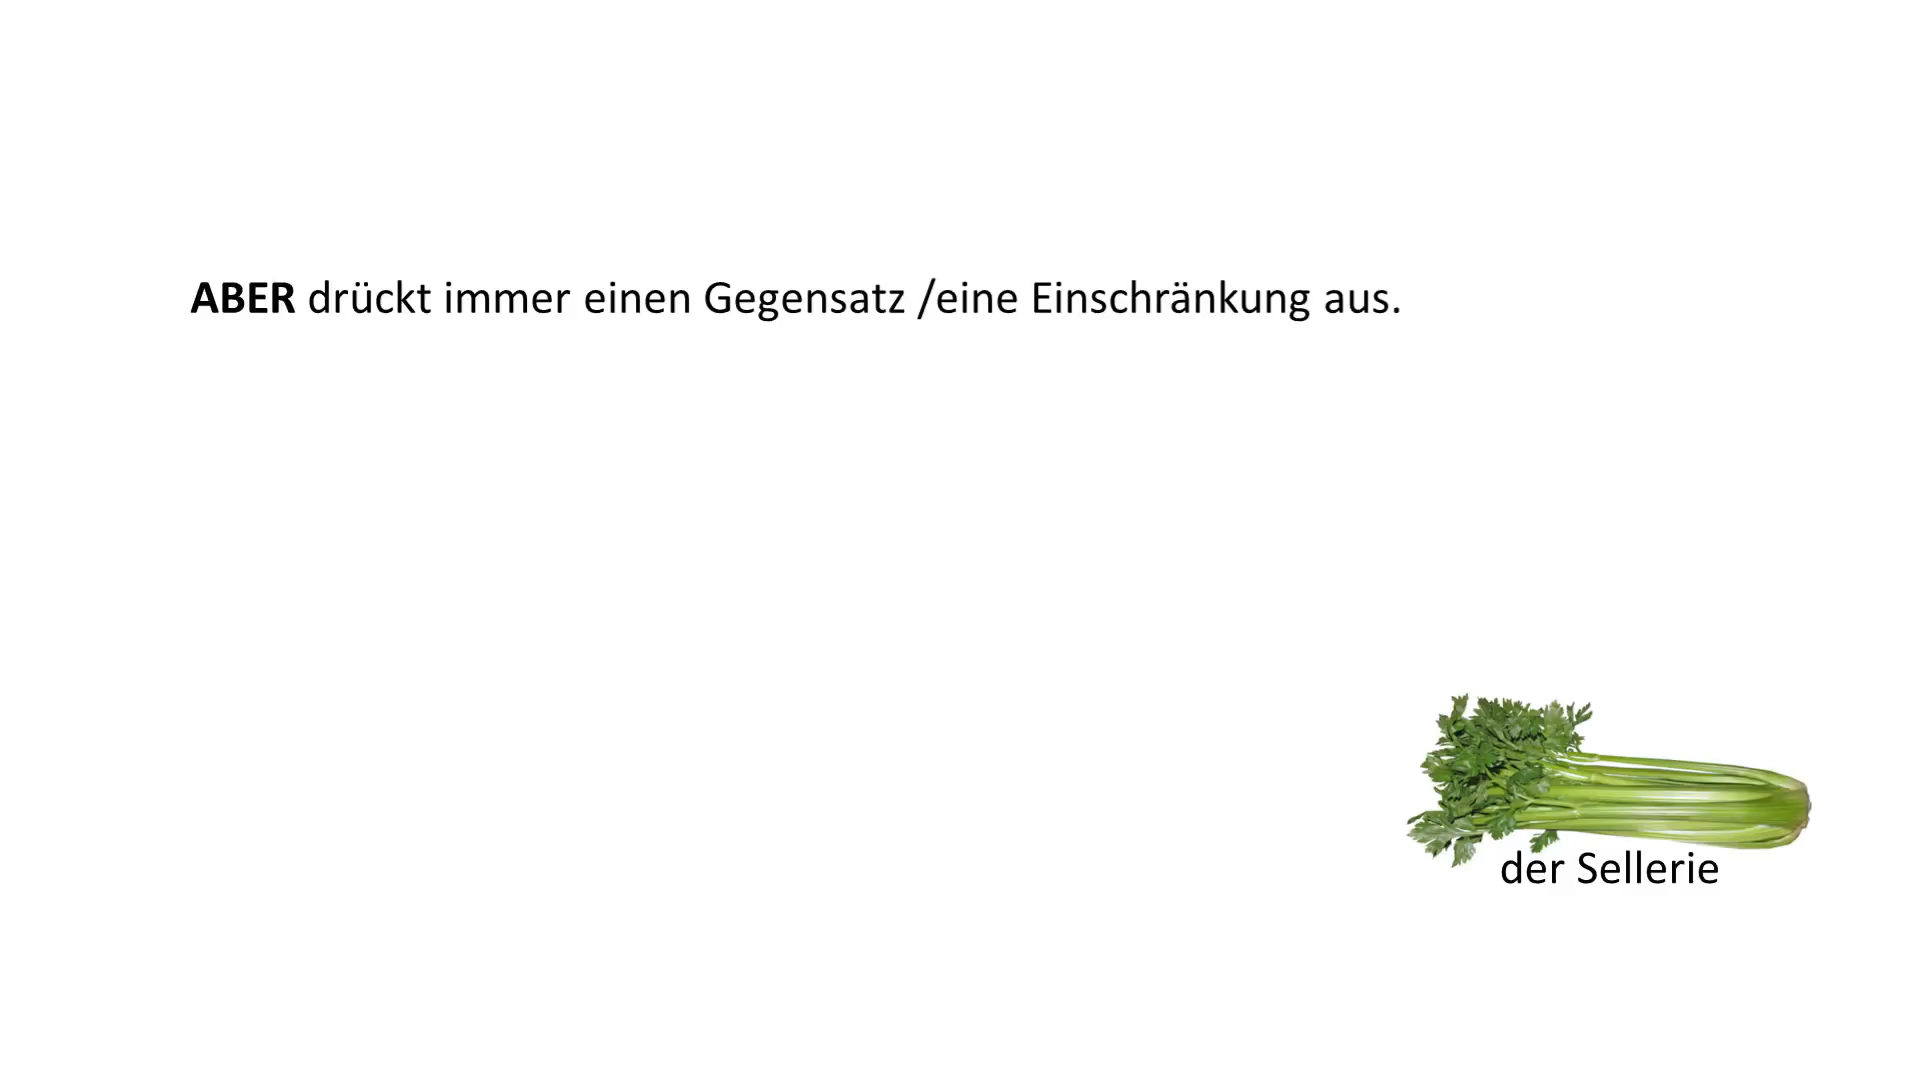 ABER drückt immer einen Gegensatz /eine Einschränkung aus.
der Sellerie